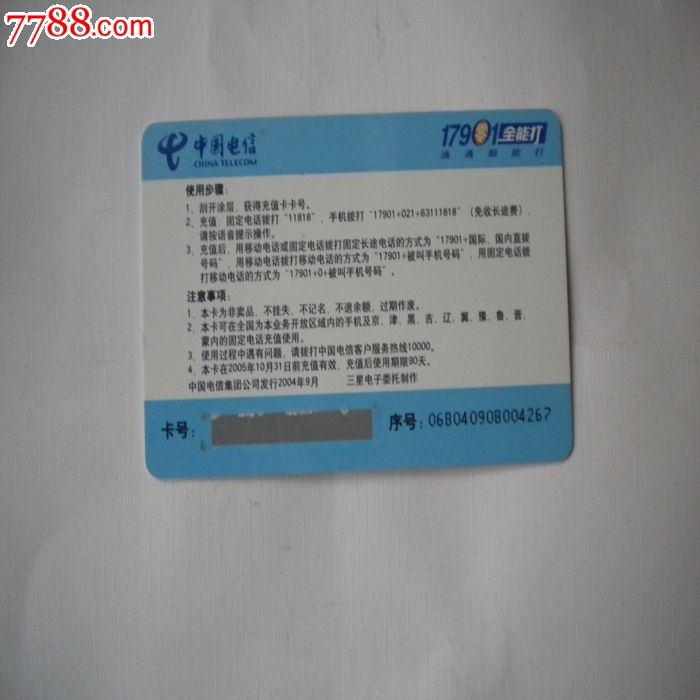 7788.com
中国电信
CHINA TELECOM
17901全能打
通通都能打
使用步骤:
1、刮开涂层、获得充值卡卡号。
2、充值: 固定电话拨打“11818”、手机拨打“17901+021+63111818”(免收长途费)、
请按语音提示操作。
3、充值后、用移动电话或固定电话拨打固定长途电话的方式为“17901+国际、国内直拨
号码”、用移动电话拨打移动电话的方式为“17901+被叫手机号码”、用固定电话拨
打移动电话的方式为“17901+0+被叫手机号码”。
注意事项:
1、本卡为非卖品、不挂失、不记名、不退余额、过期作废。
2、本卡可在全国为本业务开放区域内的手机及京、津、黑、吉、辽、冀、豫、鲁、晋、
蒙内的固定电话充值使用。
3、使用过程中遇有问题、请拨打中国电信客户服务热线10000。
4、本卡在2005年10月31日前充值有效、充值后使用期限90天。
中国电信集团公司发行2004年9月 三星电子委托制作
卡号: 序号: 068040908004267